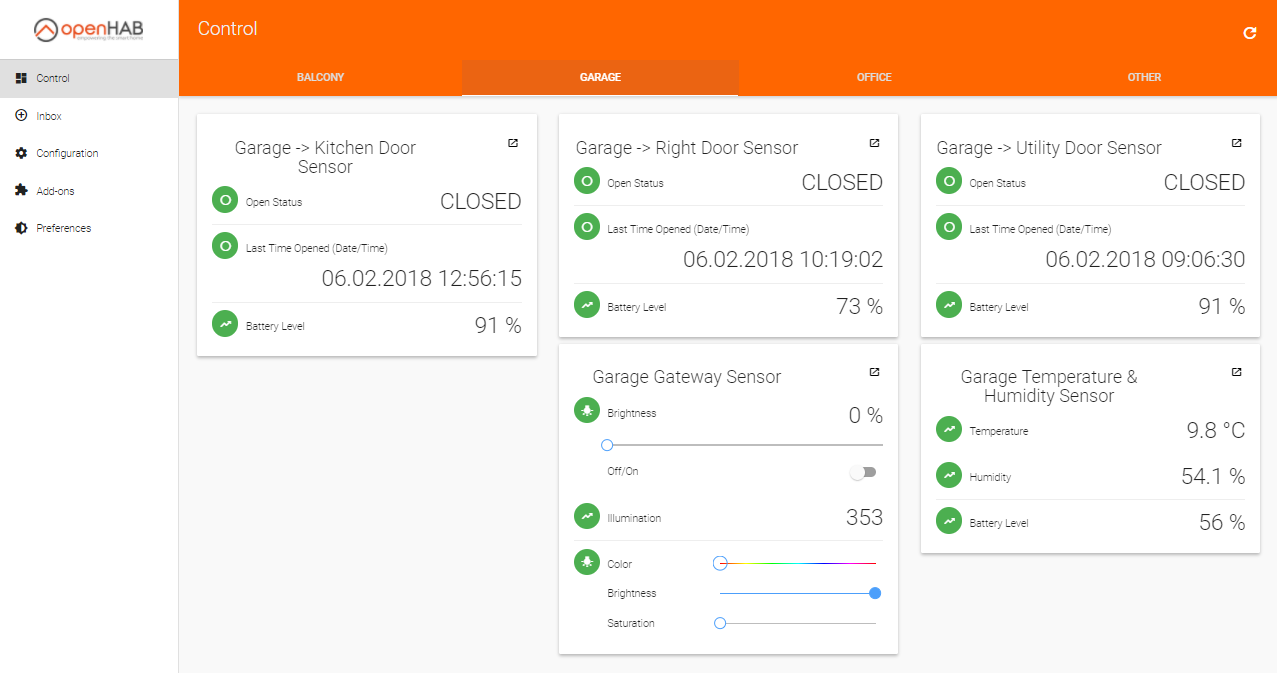 openHAB
empowering the smart home
Control
Inbox
Configuration
Add-ons
Preferences
Control
BALCONY
GARAGE
OFFICE
OTHER
Garage -> Kitchen Door
Sensor
Open Status
CLOSED
Last Time Opened (Date/Time)
06.02.2018 12:56:15
Battery Level
91 %
Garage -> Right Door Sensor
Open Status
CLOSED
Last Time Opened (Date/Time)
06.02.2018 10:19:02
Battery Level
73 %
Garage -> Utility Door Sensor
Open Status
CLOSED
Last Time Opened (Date/Time)
06.02.2018 09:06:30
Battery Level
91 %
Garage Gateway Sensor
Brightness
0 %
Off/On
Illumination
353
Color
Brightness
Saturation
Garage Temperature &
Humidity Sensor
Temperature
9.8 °C
Humidity
54.1 %
Battery Level
56 %